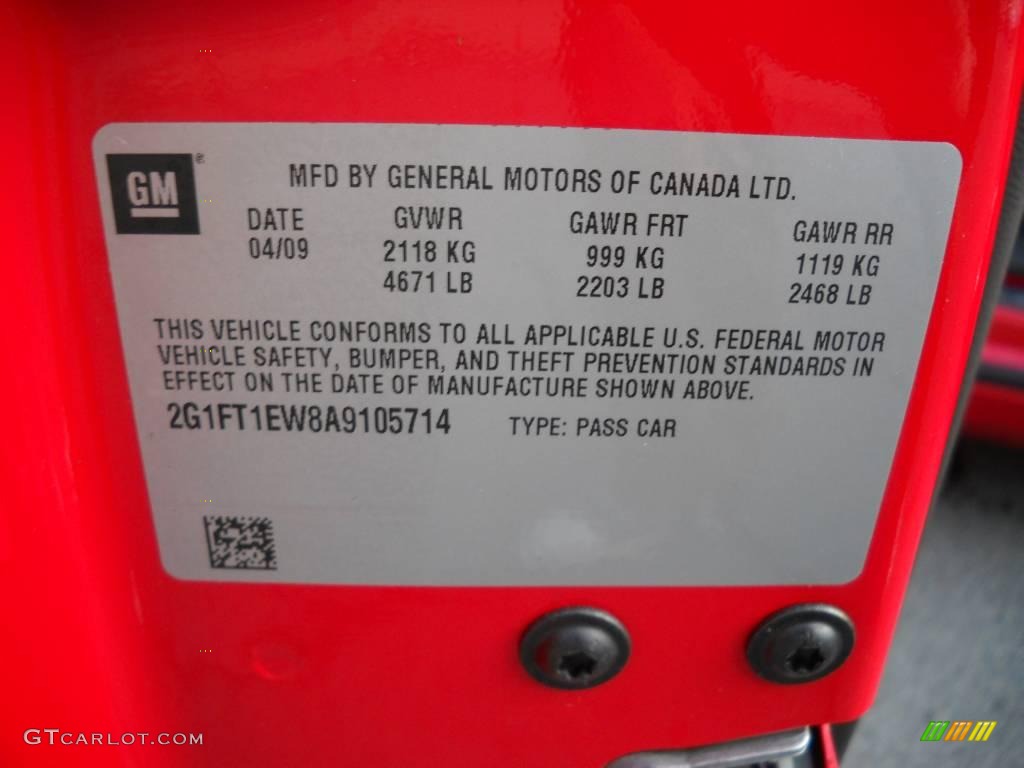 GM ®
MFD BY GENERAL MOTORS OF CANADA LTD.
DATE GVWR GAWR FRT GAWR RR
04/09 2118 KG 999 KG 1119 KG
4671 LB 2203 LB 2468 LB
THIS VEHICLE CONFORMS TO ALL APPLICABLE U.S. FEDERAL MOTOR
VEHICLE SAFETY, BUMPER, AND THEFT PREVENTION STANDARDS IN
EFFECT ON THE DATE OF MANUFACTURE SHOWN ABOVE.
2G1FT1EW8A9105714 TYPE: PASS CAR
GTCARLOT.COM